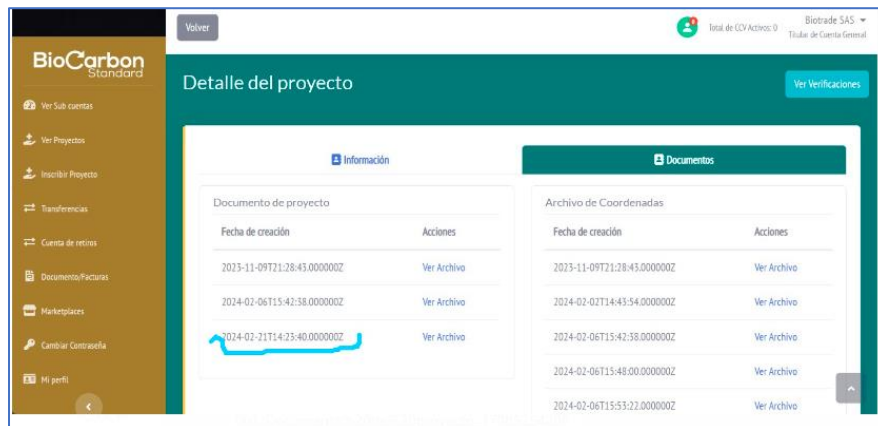 Volver
Total de CCV Activos: 0
Biotrade SAS
Titular de Cuenta General
BioCarbon
Standard
Ver Sub cuentas
Ver Proyectos
Inscribir Proyecto
Transferencias
Cuenta de retiros
Documento/Facturas
Marketplaces
Cambiar Contraseña
Mi perfil
Detalle del proyecto
Ver Verificaciones
Información
Documentos
Documento de proyecto
Fecha de creación Acciones
2023-11-09T21:28:43.000000Z Ver Archivo
2024-02-06T15:42:38.000000Z Ver Archivo
2024-02-21T14:23:40.000000Z Ver Archivo
Archivo de Coordenadas
Fecha de creación Acciones
2023-11-09T21:28:43.000000Z Ver Archivo
2024-02-02T14:43:54.000000Z Ver Archivo
2024-02-06T15:42:38.000000Z Ver Archivo
2024-02-06T15:48:00.000000Z Ver Archivo
2024-02-06T15:53:22.000000Z Ver Archivo